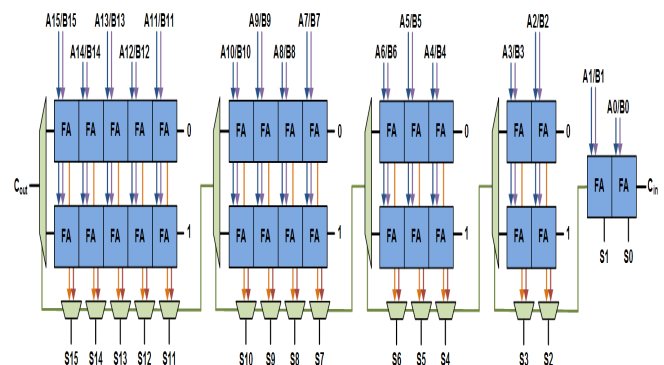 A15/B15 A13/B13 A11/B11 A9/B9 A7/B7 A5/B5 A2/B2
A14/B14 A12/B12 A10/B10 A8/B8 A6/B6 A4/B4 A3/B3
A1/B1
A0/B0
FA FA FA FA FA 0 FA FA FA FA 0 FA FA FA 0 FA FA 0
Cout FA FA Cin
FA FA FA FA FA 1 FA FA FA FA 1 FA FA FA 1 FA FA 1
S1 S0
S15 S14 S13 S12 S11 S10 S9 S8 S7 S6 S5 S4 S3 S2